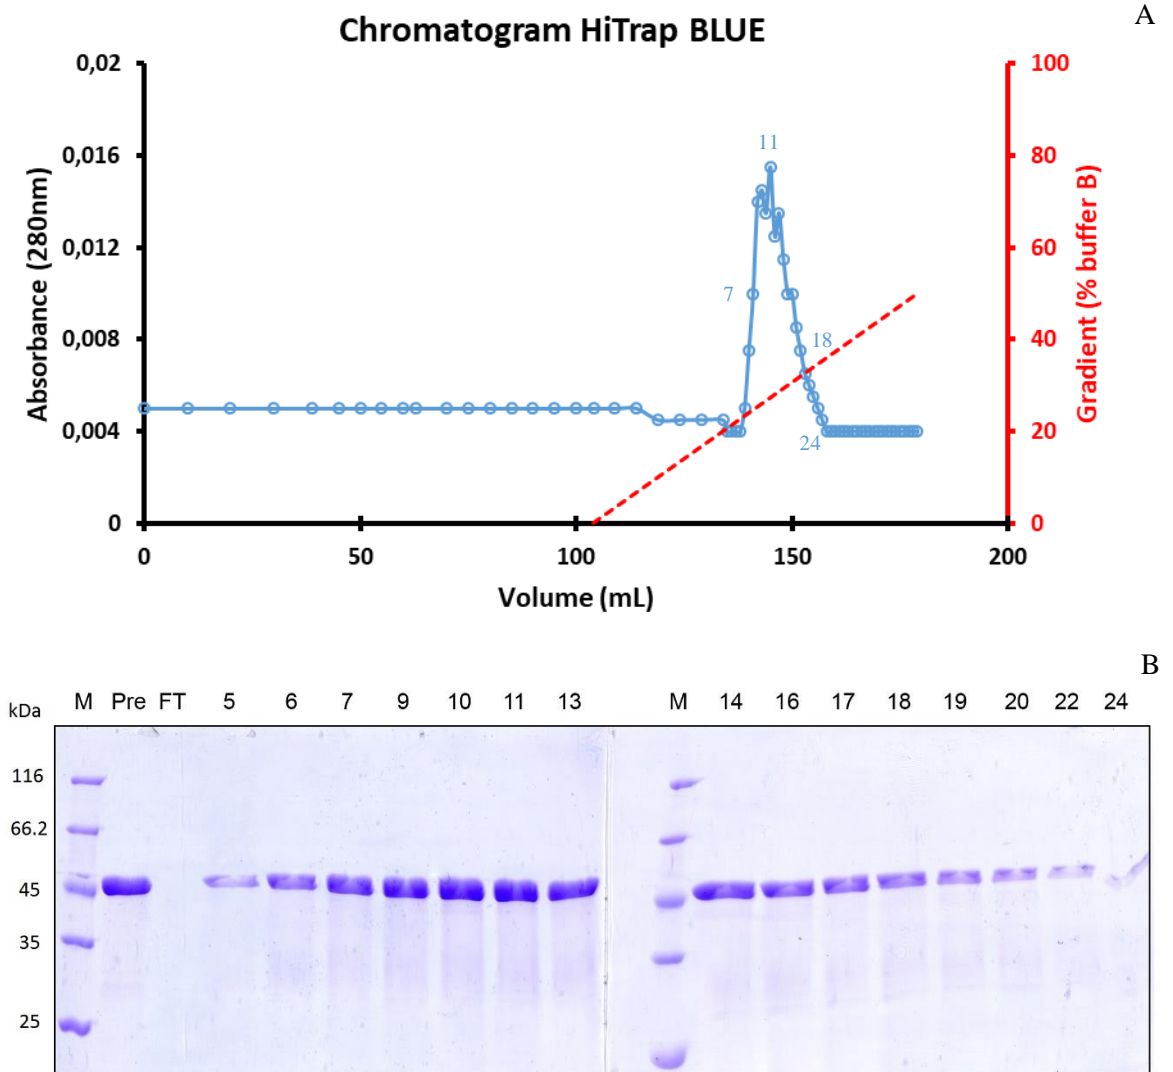 Chromatogram HiTrap BLUE
A
0,02
0,016
0,012
0,008
0,004
0
Absorbance (280nm)
100
80
60
40
20
0
Gradient (% buffer B)
11
7
18
24
0 50 100 150 200
Volume (mL)
B
kDa M Pre FT 5 6 7 9 10 11 13 M 14 16 17 18 19 20 22 24
116
66.2
45
35
25